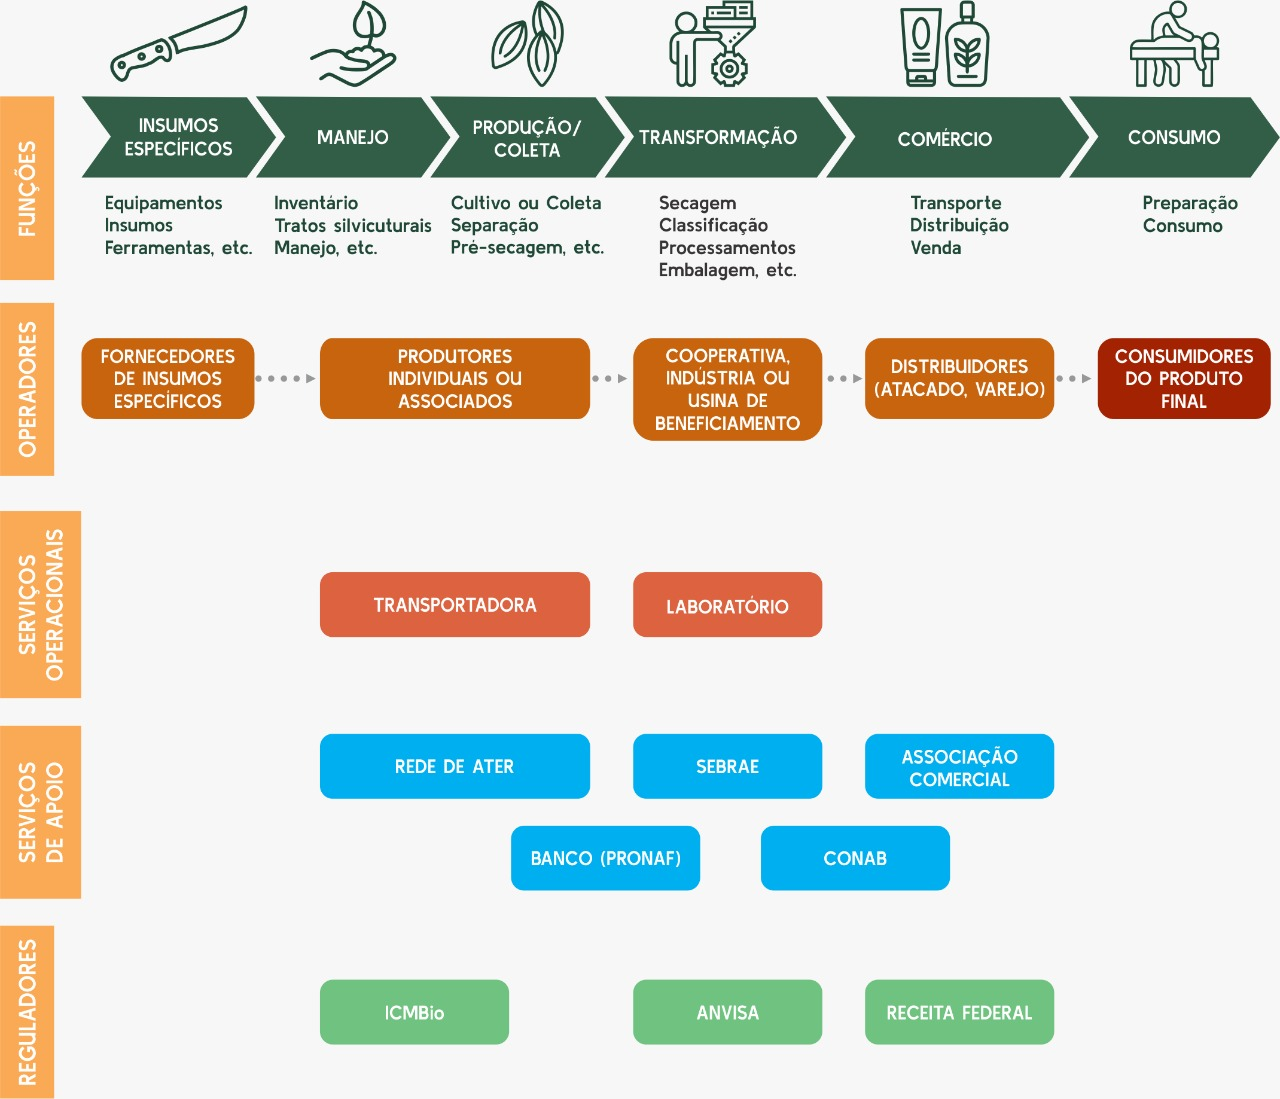 FUNÇÕES
INSUMOS
ESPECÍFICOS
MANEJO
PRODUÇÃO/
COLETA
TRANSFORMAÇÃO
COMÉRCIO
CONSUMO
Equipamentos
Insumos
Ferramentas, etc.
Inventário
Tratos silvicuturais
Manejo, etc.
Cultivo ou Coleta
Separação
Pré-secagem, etc.
Secagem
Classificação
Processamentos
Embalagem, etc.
Transporte
Distribuição
Venda
Preparação
Consumo
OPERADORES
FORNECEDORES
DE INSUMOS
ESPECÍFICOS
PRODUTORES
INDIVIDUAIS OU
ASSOCIADOS
COOPERATIVA,
INDÚSTRIA OU
USINA DE
BENEFICIAMENTO
DISTRIBUIDORES
(ATACADO, VAREJO)
CONSUMIDORES
DO PRODUTO
FINAL
SERVIÇOS
OPERACIONAIS
TRANSPORTADORA
LABORATÓRIO
SERVIÇOS
DE APOIO
REDE DE ATER
SEBRAE
ASSOCIAÇÃO
COMERCIAL
BANCO (PRONAF)
CONAB
REGULADORES
ICMBio
ANVISA
RECEITA FEDERAL